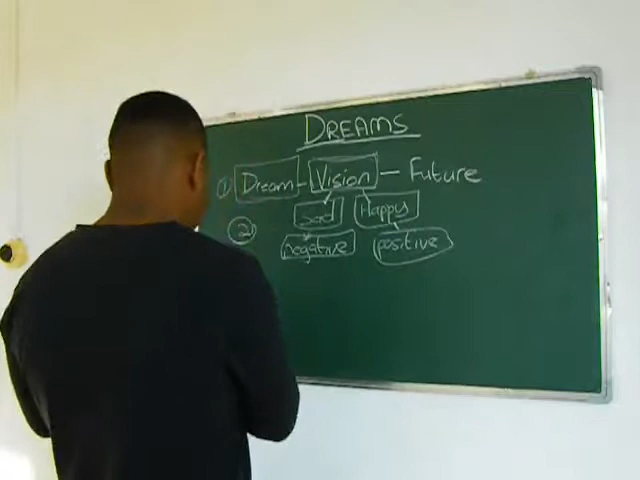 DREAMS
① Dream - Vision - Future
Sad Happy
② negative positive